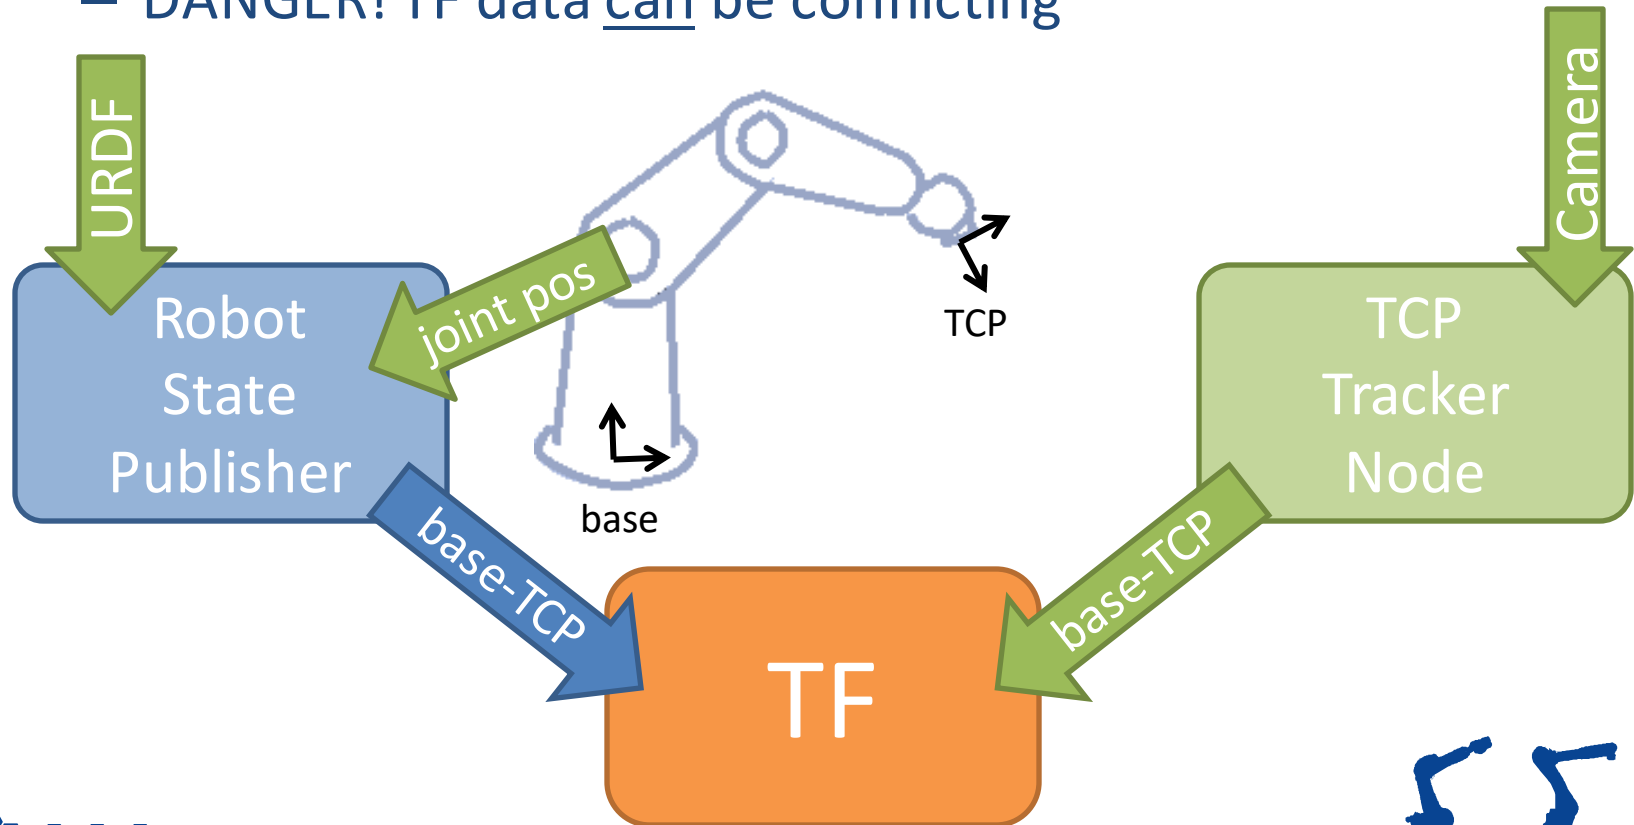 – DANGER! TF data can be conflicting
URDF
Camera
joint pos
Robot
State
Publisher
TCP
TCP
Tracker
Node
base
base-TCP
base-TCP
TF